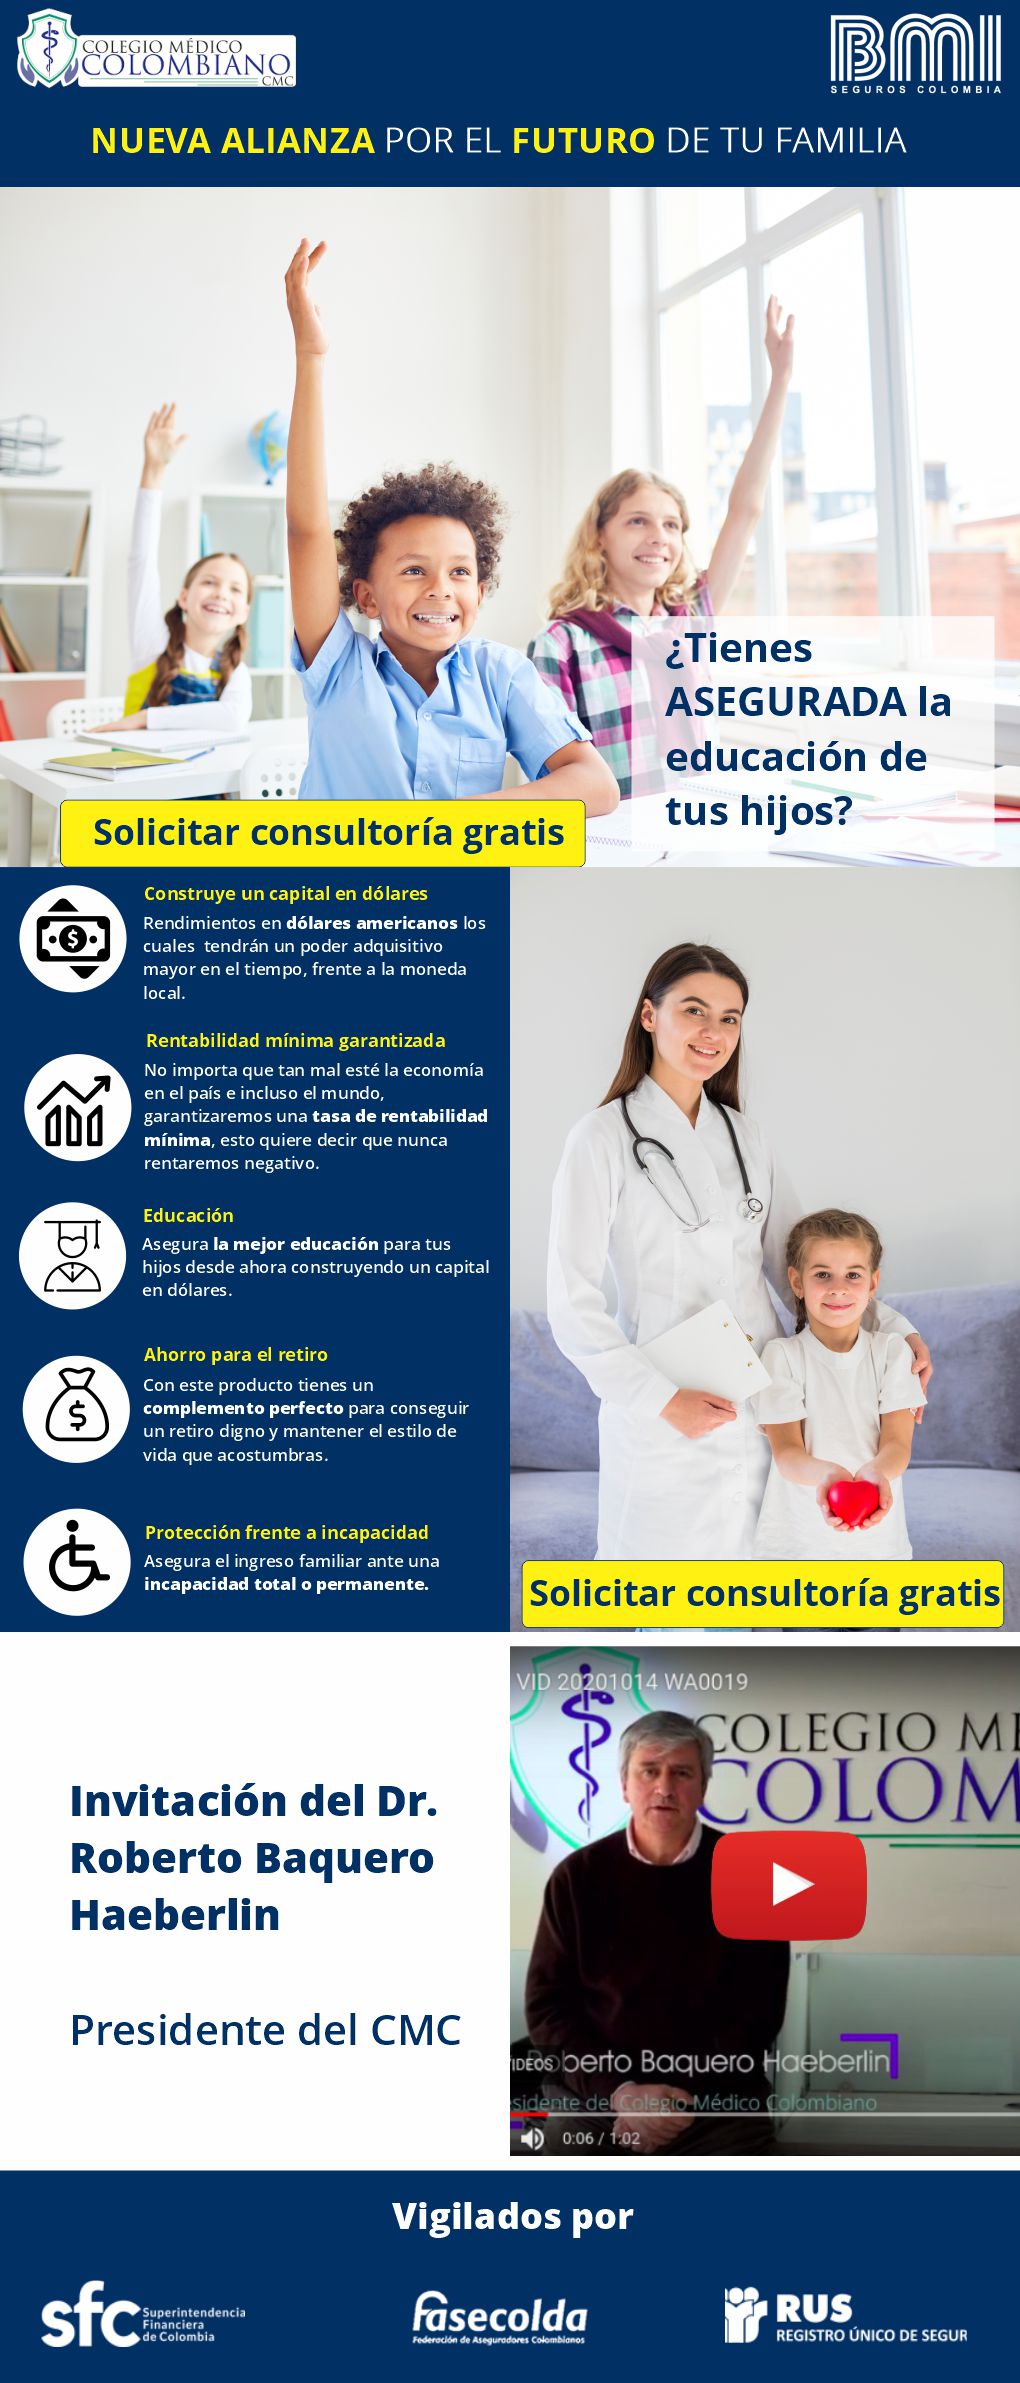 COLEGIO MÉDICO
COLOMBIANO
CMC
BMI
SEGUROS COLOMBIA
NUEVA ALIANZA POR EL FUTURO DE TU FAMILIA
¿Tienes
ASEGURADA la
educación de
tus hijos?
Solicitar consultoría gratis
Construye un capital en dólares
Rendimientos en dólares americanos los
cuales tendrán un poder adquisitivo
mayor en el tiempo, frente a la moneda
local.
Rentabilidad mínima garantizada
No importa que tan mal esté la economía
en el país e incluso el mundo,
garantizaremos una tasa de rentabilidad
mínima, esto quiere decir que nunca
rentaremos negativo.
Educación
Asegura la mejor educación para tus
hijos desde ahora construyendo un capital
en dólares.
Ahorro para el retiro
Con este producto tienes un
complemento perfecto para conseguir
un retiro digno y mantener el estilo de
vida que acostumbras.
Protección frente a incapacidad
Asegura el ingreso familiar ante una
incapacidad total o permanente.
Solicitar consultoría gratis
Invitación del Dr.
Roberto Baquero
Haeberlin
Presidente del CMC
VID 20201014 WA0019
COLEGIO MÉ
COLOM
VIDEOS
Roberto Baquero Haeberlin
sidente del Colegio Médico Colombiano
0:06 / 1:02
Vigilados por
sfc Superintendencia
Financiera
de Colombia
fasecolda
Federación de Aseguradores Colombianos
RUS
REGISTRO ÚNICO DE SEGUR